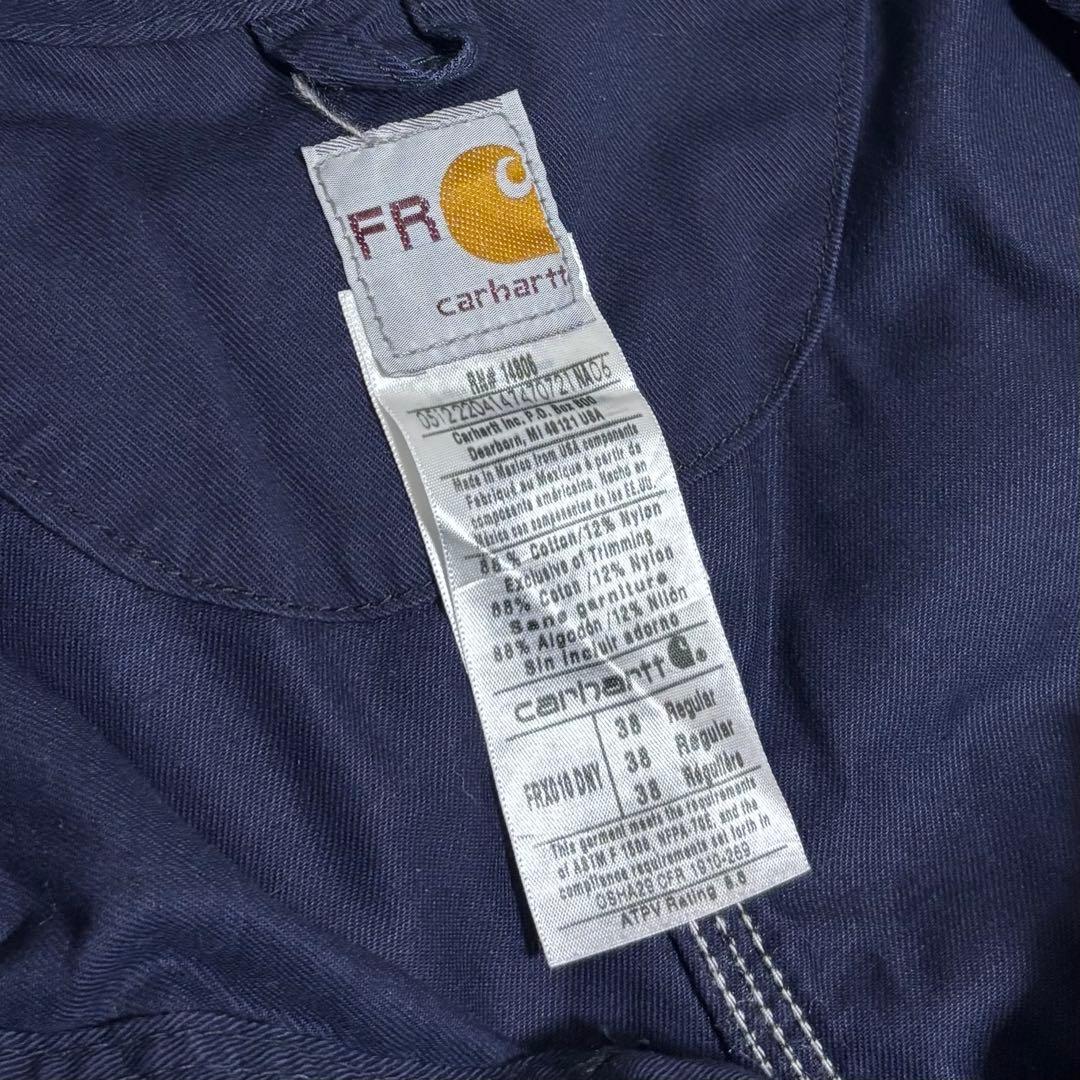 FR
carhartt
RN# 14806
Carhartt Inc. P.O. Box 600
Dearborn, MI 48121 USA
Made in Mexico from USA components
Fabriqué au Mexique à partir de
composants américains. Hecho en
México con componentes de los EE.UU.
88% Cotton/12% Nylon
Exclusive of Trimming
88% Coton/12% Nylon
Sans garniture
88% Algodón/12% Nilón
Sin incluir adorno
carhartt ®
FRX010 DNY
38 Regular
38 Regular
38 Régulière
This garment meets the requirements
of ASTM F 1506, NFPA 70E, and the
compliance requirements set forth in
OSHA29 CFR 1910-269
ATPV Rating